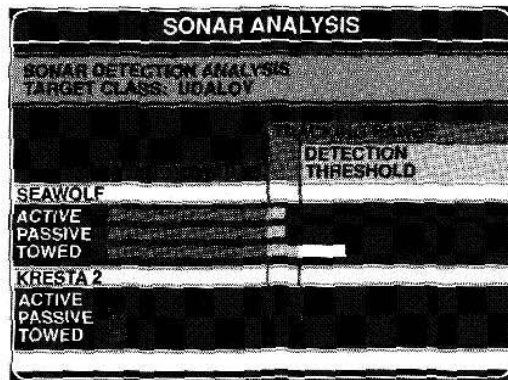 SONAR ANALYSIS
SONAR DETECTION ANALYSIS
TARGET CLASS: UDALOY
DETECTION
THRESHOLD
SEAWOLF
ACTIVE
PASSIVE
TOWED
KRESTA 2
ACTIVE
PASSIVE
TOWED